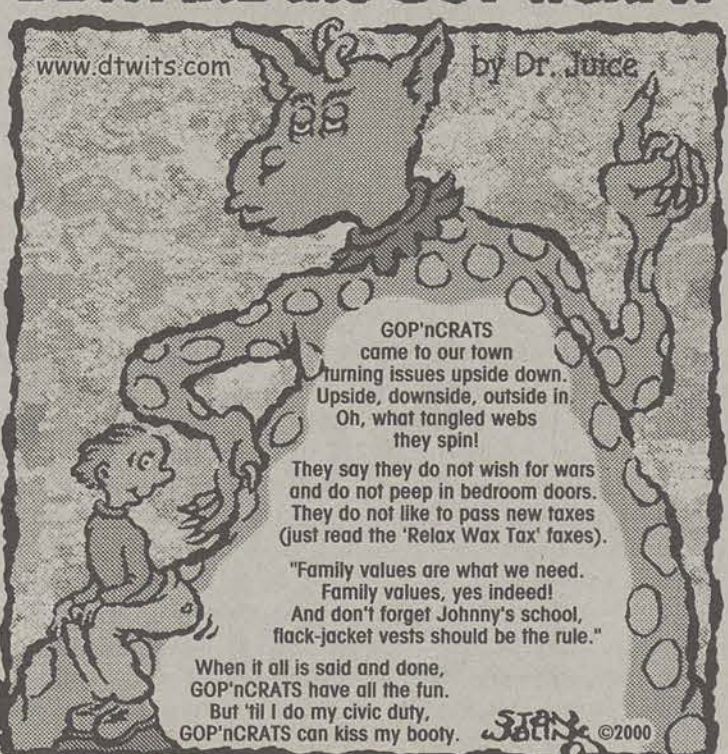 www.dtwits.com
by Dr. Juice
GOP'nCRATS
came to our town
turning issues upside down.
Upside, downside, outside in
Oh, what tangled webs
they spin!
They say they do not wish for wars
and do not peep in bedroom doors.
They do not like to pass new taxes
(just read the 'Relax Wax Tax' faxes).
"Family values are what we need.
Family values, yes indeed!
And don't forget Johnny's school,
flack-jacket vests should be the rule."
When it all is said and done,
GOP'nCRATS have all the fun.
But 'til I do my civic duty,
GOP'nCRATS can kiss my booty.
©2000